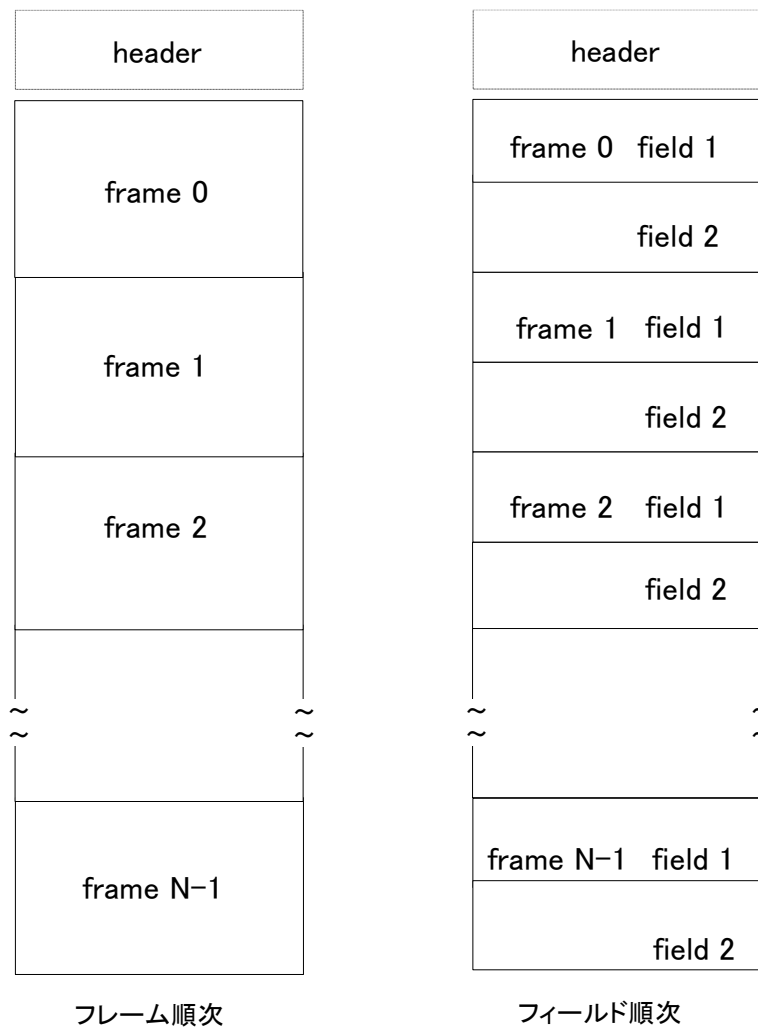 header
frame 0
frame 1
frame 2
~ ~
~ ~
frame N-1
フレーム順次
header
frame 0 field 1
field 2
frame 1 field 1
field 2
frame 2 field 1
field 2
~ ~
~ ~
frame N-1 field 1
field 2
フィールド順次